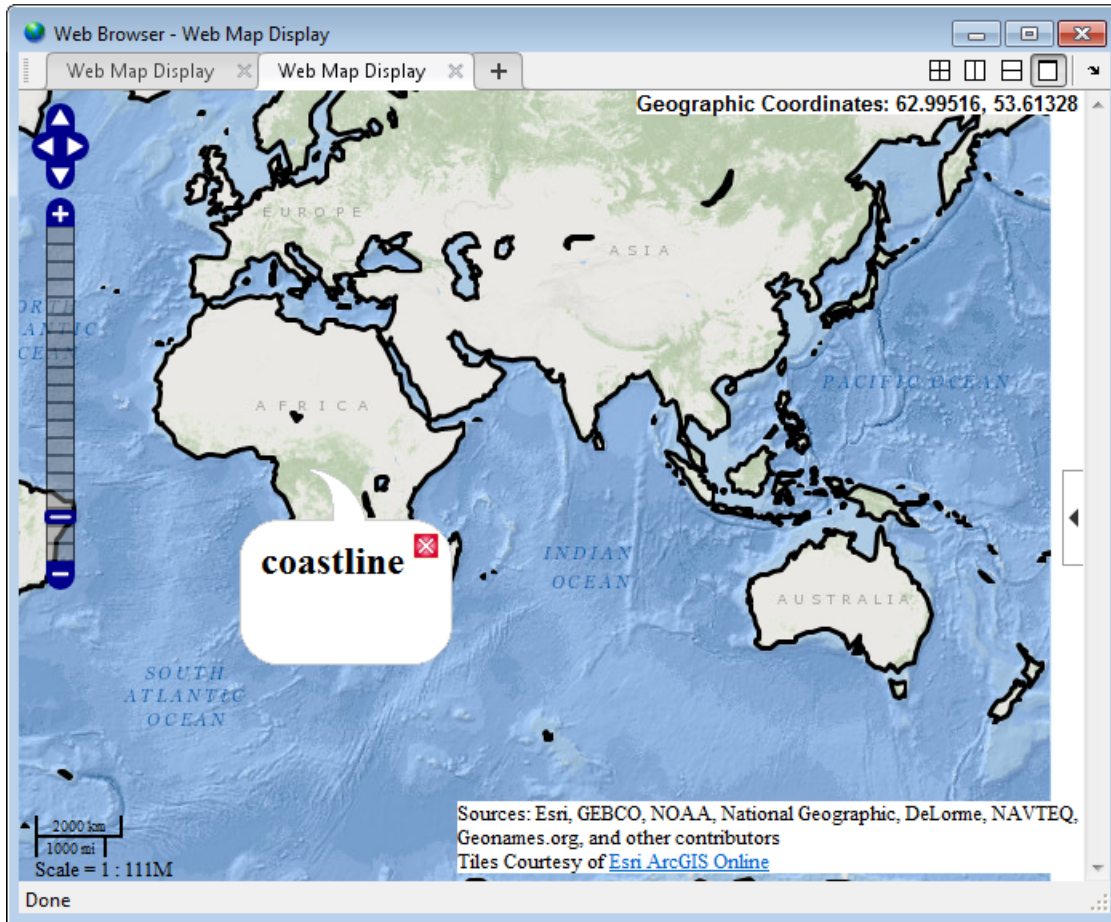 Web Browser - Web Map Display
Web Map Display
Web Map Display
Geographic Coordinates: 62.99516, 53.61328
EUROPE
ASIA
OCEAN
PACIFIC OCEAN
AFRICA
coastline
INDIAN
OCEAN
AUSTRALIA
SOUTH
ATLANTIC
OCEAN
2000 km
1000 mi
Scale = 1 : 111M
Sources: Esri, GEBCO, NOAA, National Geographic, DeLorme, NAVTEQ,
Geonames.org, and other contributors
Tiles Courtesy of Esri ArcGIS Online
Done